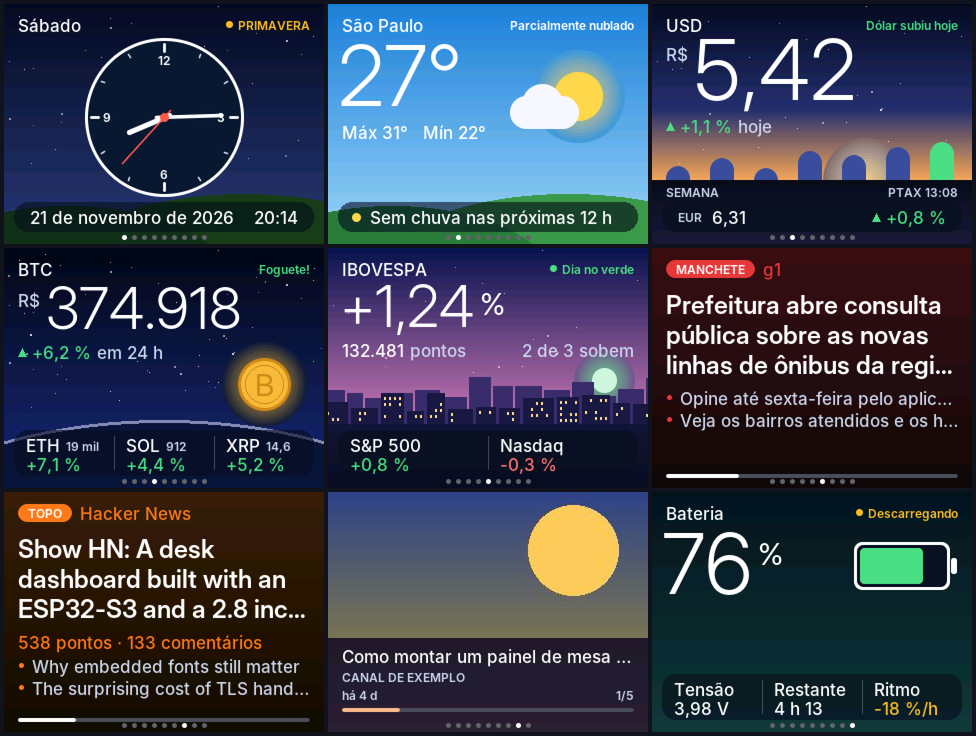 Sábado
PRIMAVERA
12
9
3
6
21 de novembro de 2026 20:14
São Paulo
Parcialmente nublado
27°
Máx 31° Mín 22°
Sem chuva nas próximas 12 h
USD
Dólar subiu hoje
R$ 5,42
+1,1 % hoje
SEMANA
PTAX 13:08
EUR 6,31
+0,8 %
BTC
Foguete!
R$ 374.918
+6,2 % em 24 h
B
ETH 19 mil
+7,1 %
SOL 912
+4,4 %
XRP 14,6
+5,2 %
IBOVESPA
Dia no verde
+1,24 %
132.481 pontos
2 de 3 sobem
S&P 500
+0,8 %
Nasdaq
-0,3 %
MANCHETE g1
Prefeitura abre consulta
pública sobre as novas
linhas de ônibus da regi...
Opine até sexta-feira pelo aplic...
Veja os bairros atendidos e os h...
TOPO Hacker News
Show HN: A desk
dashboard built with an
ESP32-S3 and a 2.8 inc...
538 pontos · 133 comentários
Why embedded fonts still matter
The surprising cost of TLS hand...
Como montar um painel de mesa ...
CANAL DE EXEMPLO
há 4 d
1/5
Bateria
Descarregando
76 %
Tensão
3,98 V
Restante
4 h 13
Ritmo
-18 %/h